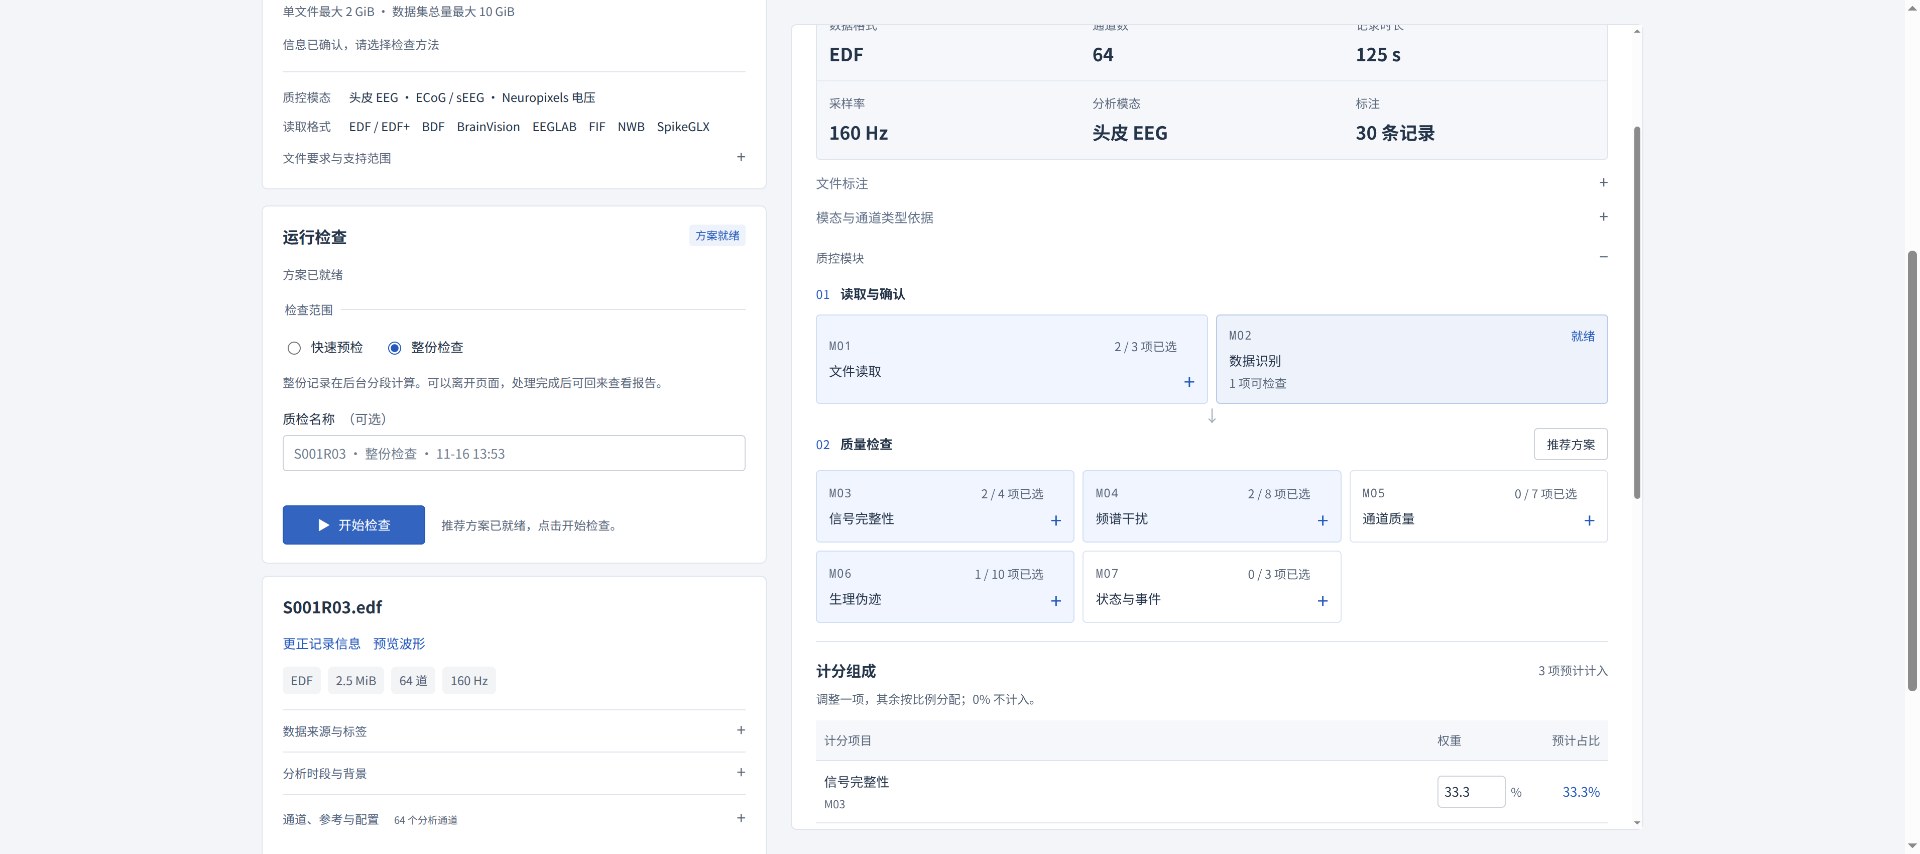 单文件最大 2 GiB · 数据集总量最大 10 GiB
信息已确认，请选择检查方法
质控模态 头皮 EEG · ECoG / sEEG · Neuropixels 电压
读取格式 EDF / EDF+ BDF BrainVision EEGLAB FIF NWB SpikeGLX
文件要求与支持范围 +
运行检查 方案就绪
方案已就绪
检查范围
快速预检 整份检查
整份记录在后台分段计算。可以离开页面，处理完成后可回来查看报告。
质检名称 （可选）
S001R03 · 整份检查 · 11-16 13:53
▶ 开始检查 推荐方案已就绪，点击开始检查。
S001R03.edf
更正记录信息 预览波形
EDF 2.5 MiB 64 道 160 Hz
数据来源与标签 +
分析时段与背景 +
通道、参考与配置 64 个分析通道 +
数据格式 通道数 记录时长
EDF 64 125 s
采样率 分析模态 标注
160 Hz 头皮 EEG 30 条记录
文件标注 +
模态与通道类型依据 +
质控模块 −
01 读取与确认
M01 2 / 3 项已选
文件读取
+
M02 就绪
数据识别
1 项可检查
↓
02 质量检查 推荐方案
M03 2 / 4 项已选
信号完整性 +
M04 2 / 8 项已选
频谱干扰 +
M05 0 / 7 项已选
通道质量 +
M06 1 / 10 项已选
生理伪迹 +
M07 0 / 3 项已选
状态与事件 +
计分组成 3 项预计计入
调整一项，其余按比例分配；0% 不计入。
计分项目 权重 预计占比
信号完整性 33.3 % 33.3%
M03